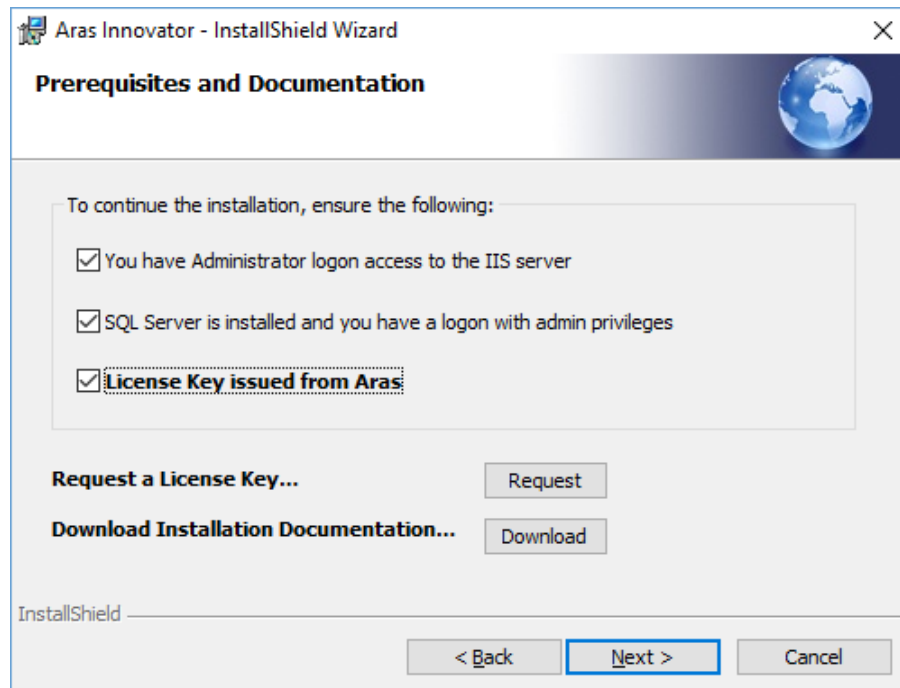 Aras Innovator - InstallShield Wizard
Prerequisites and Documentation
To continue the installation, ensure the following:
You have Administrator logon access to the IIS server
SQL Server is installed and you have a logon with admin privileges
License Key issued from Aras
Request a License Key...
Request
Download Installation Documentation...
Download
InstallShield
< Back
Next >
Cancel